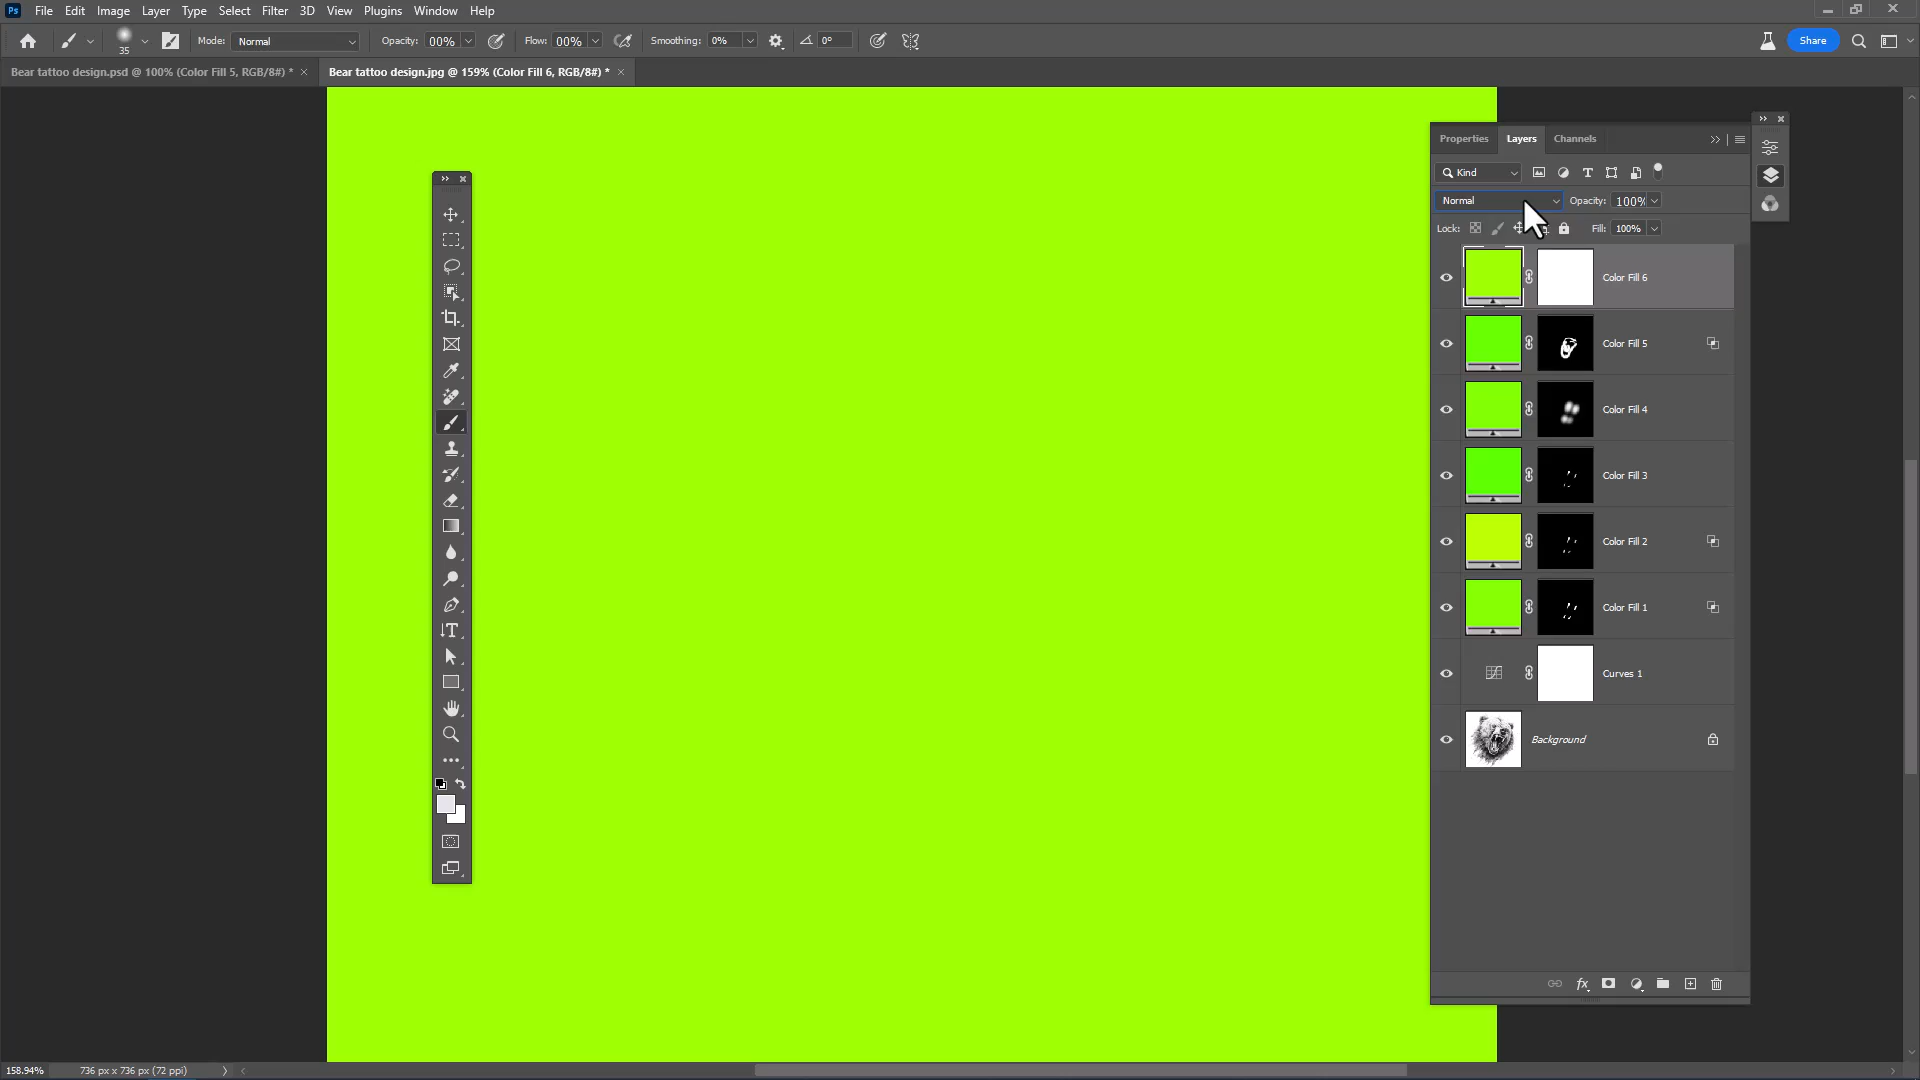 Ps File Edit Image Layer Type Select Filter 3D View Plugins Window Help
35 Mode: Normal Opacity: 00% Flow: 00% Smoothing: 0% 0° Share
Bear tattoo design.psd @ 100% (Color Fill 5, RGB/8#) * Bear tattoo design.jpg @ 159% (Color Fill 6, RGB/8#) *
Properties Layers Channels
Kind
Normal Opacity: 100%
Lock: Fill: 100%
Color Fill 6
Color Fill 5
Color Fill 4
Color Fill 3
Color Fill 2
Color Fill 1
Curves 1
Background
fx
158.94% 736 px x 736 px (72 ppi)